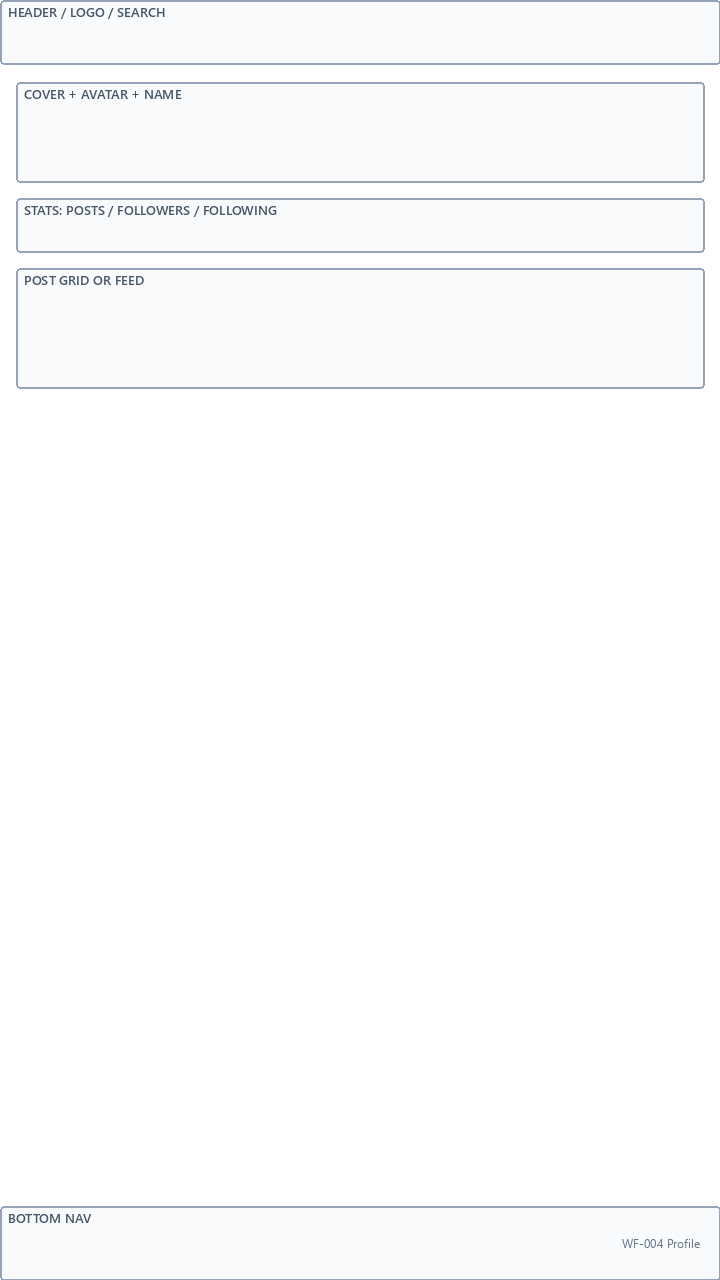 HEADER / LOGO / SEARCH
COVER + AVATAR + NAME
STATS: POSTS / FOLLOWERS / FOLLOWING
POST GRID OR FEED
BOTTOM NAV
WF-004 Profile